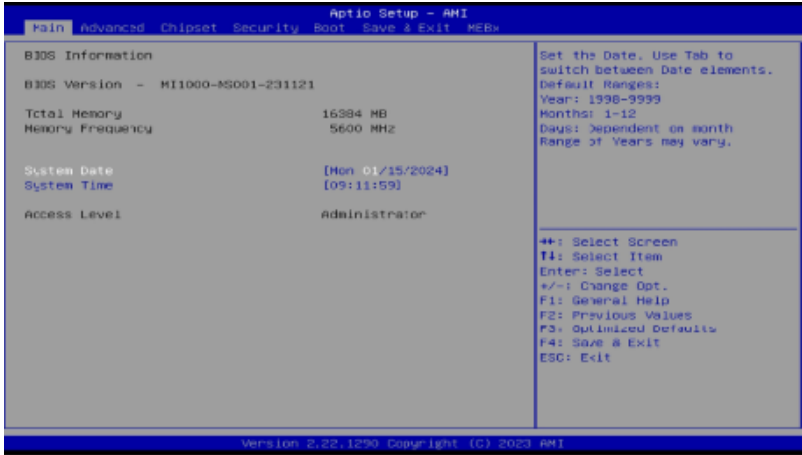 Aptio Setup - AMI
Main Advanced Chipset Security Boot Save & Exit MEBx
BIOS Information
BIOS Version - MI1000-MS001-231121
Total Memory 16384 MB
Memory Frequency 5600 MHz
System Date [Mon 01/15/2024]
System Time [09:11:59]
Access Level Administrator
Set the Date. Use Tab to
switch between Date elements.
Default Ranges:
Year: 1998-9999
Months: 1-12
Days: Dependent on month
Range of Years may vary.
→←: Select Screen
↑↓: Select Item
Enter: Select
+/-: Change Opt.
F1: General Help
F2: Previous Values
F3: Optimized Defaults
F4: Save & Exit
ESC: Exit
Version 2.22.1290 Copyright (C) 2023 AMI